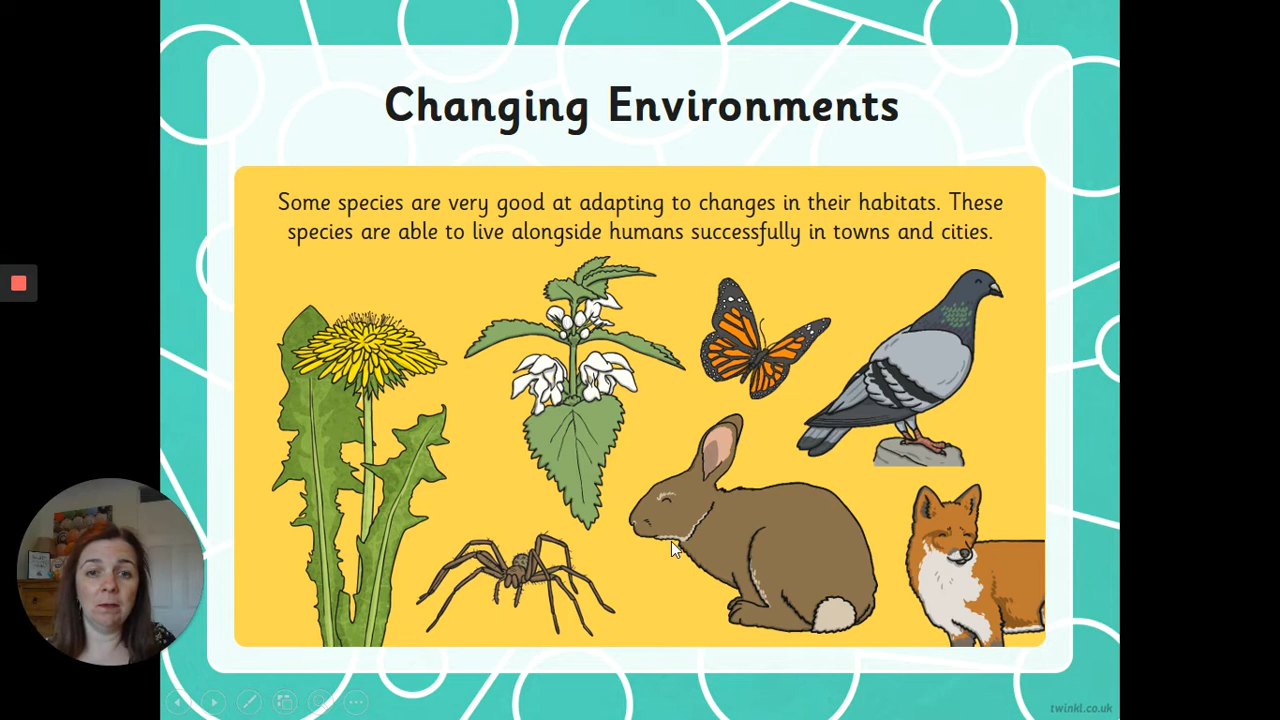 Changing Environments
Some species are very good at adapting to changes in their habitats. These
species are able to live alongside humans successfully in towns and cities.
twinkl.co.uk